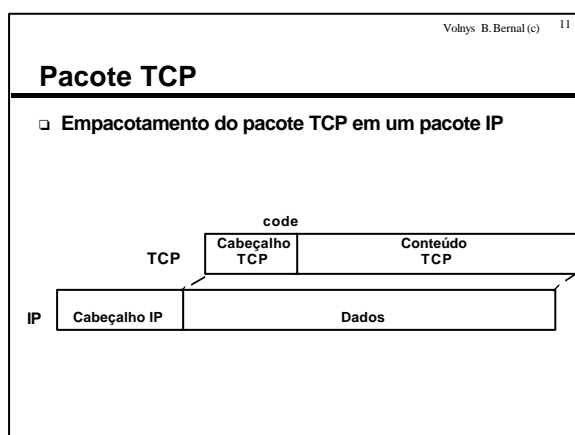 Volnys B. Bernal (c) 11
Pacote TCP
❑ Empacotamento do pacote TCP em um pacote IP
code
TCP Cabeçalho TCP Conteúdo TCP
IP Cabeçalho IP Dados